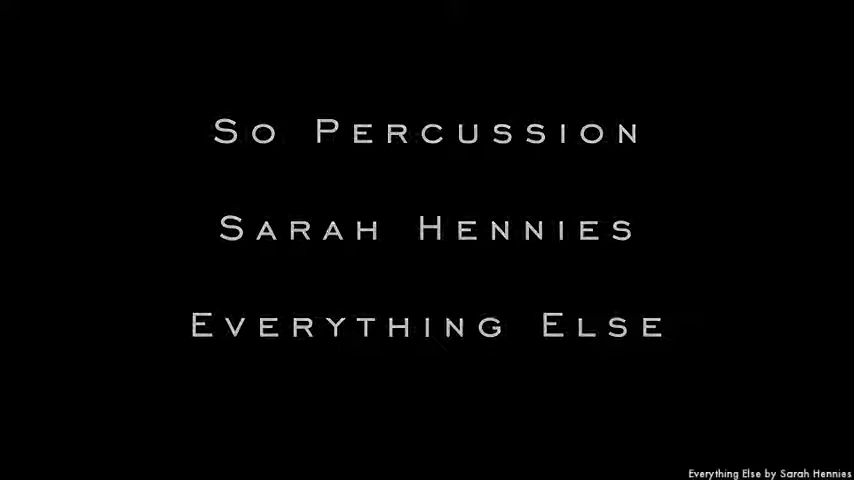 So Percussion
Sarah Hennies
Everything Else
Everything Else by Sarah Hennies